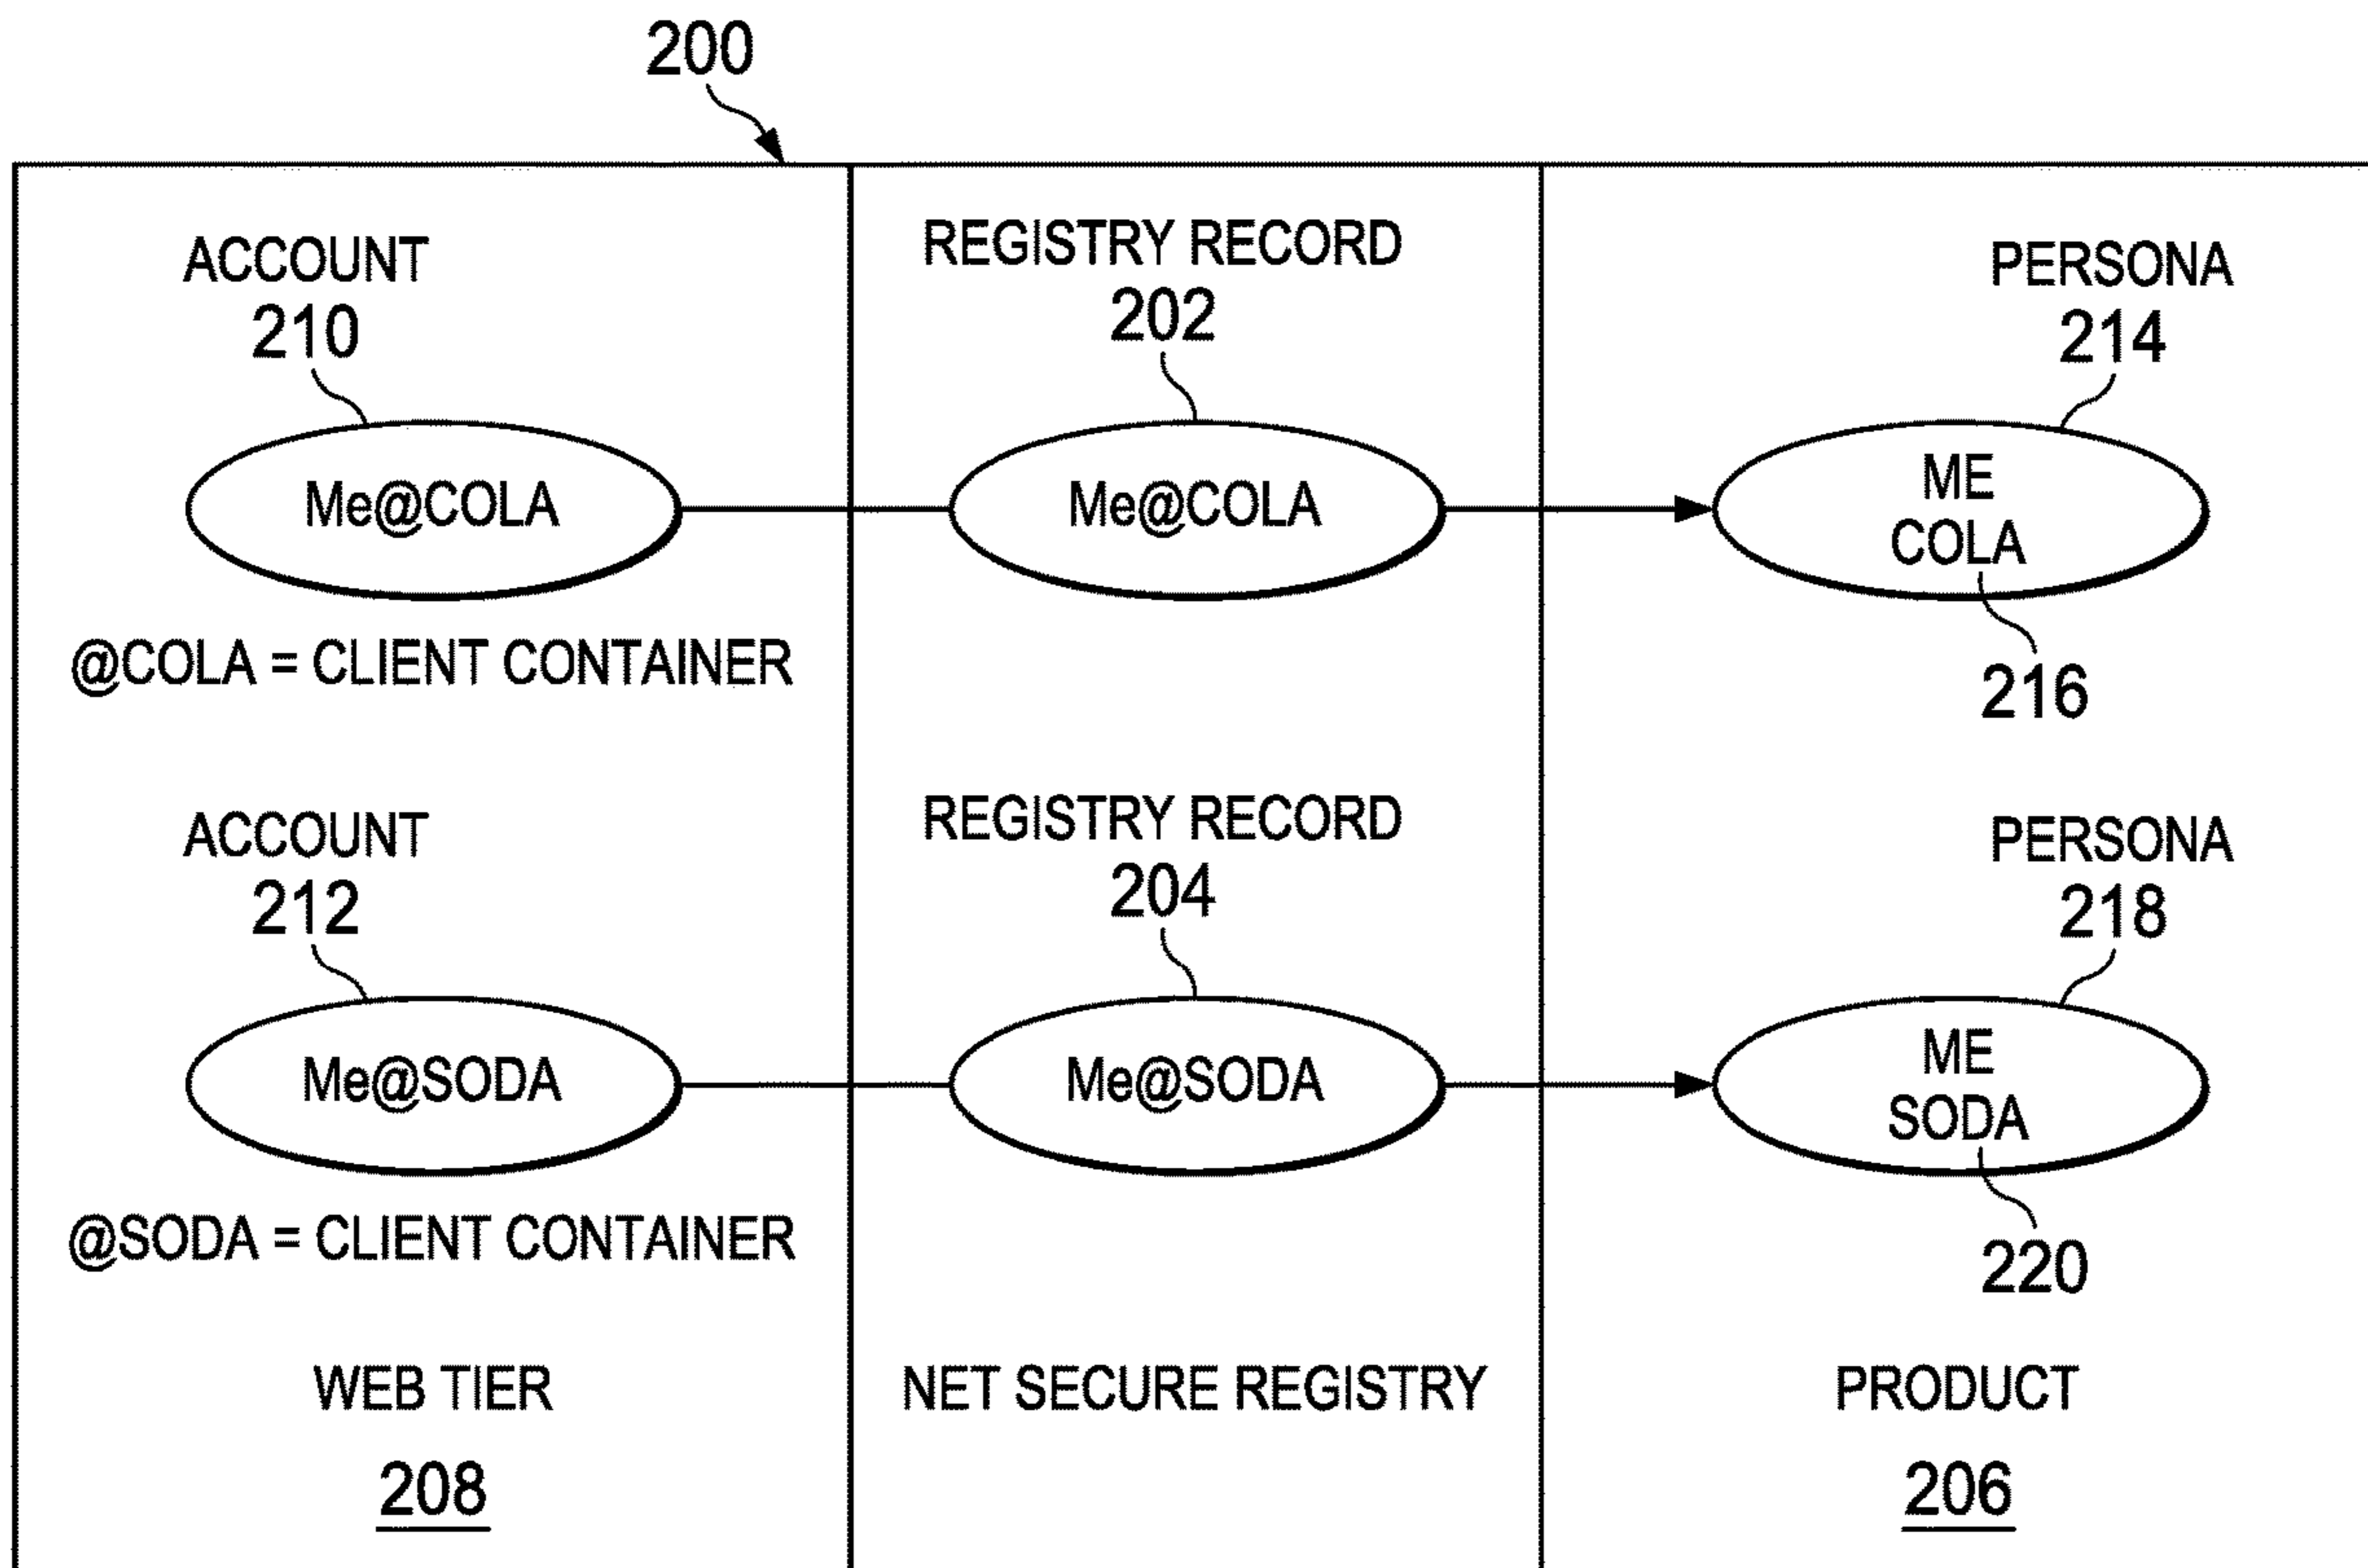 200
ACCOUNT
210
Me@COLA
@COLA = CLIENT CONTAINER
ACCOUNT
212
Me@SODA
@SODA = CLIENT CONTAINER
WEB TIER
208
REGISTRY RECORD
202
Me@COLA
REGISTRY RECORD
204
Me@SODA
NET SECURE REGISTRY
PERSONA
214
ME
COLA
216
PERSONA
218
ME
SODA
220
PRODUCT
206